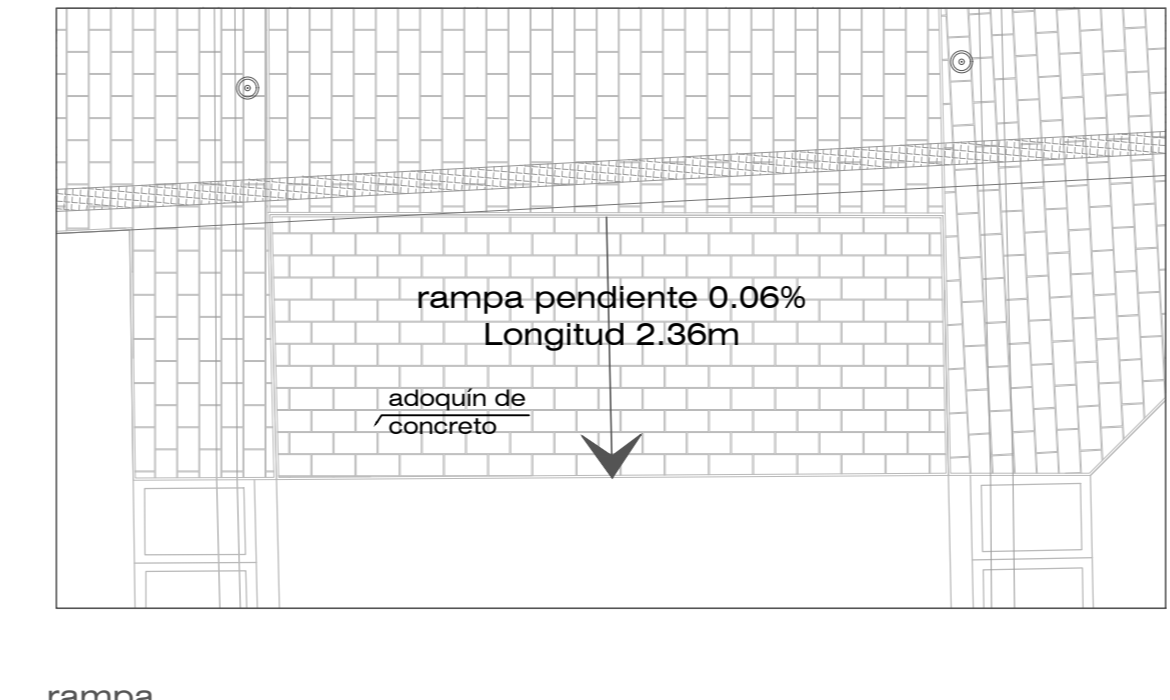 rampa pendiente 0.06%
Longitud 2.36m
adoquín de
concreto
rampa